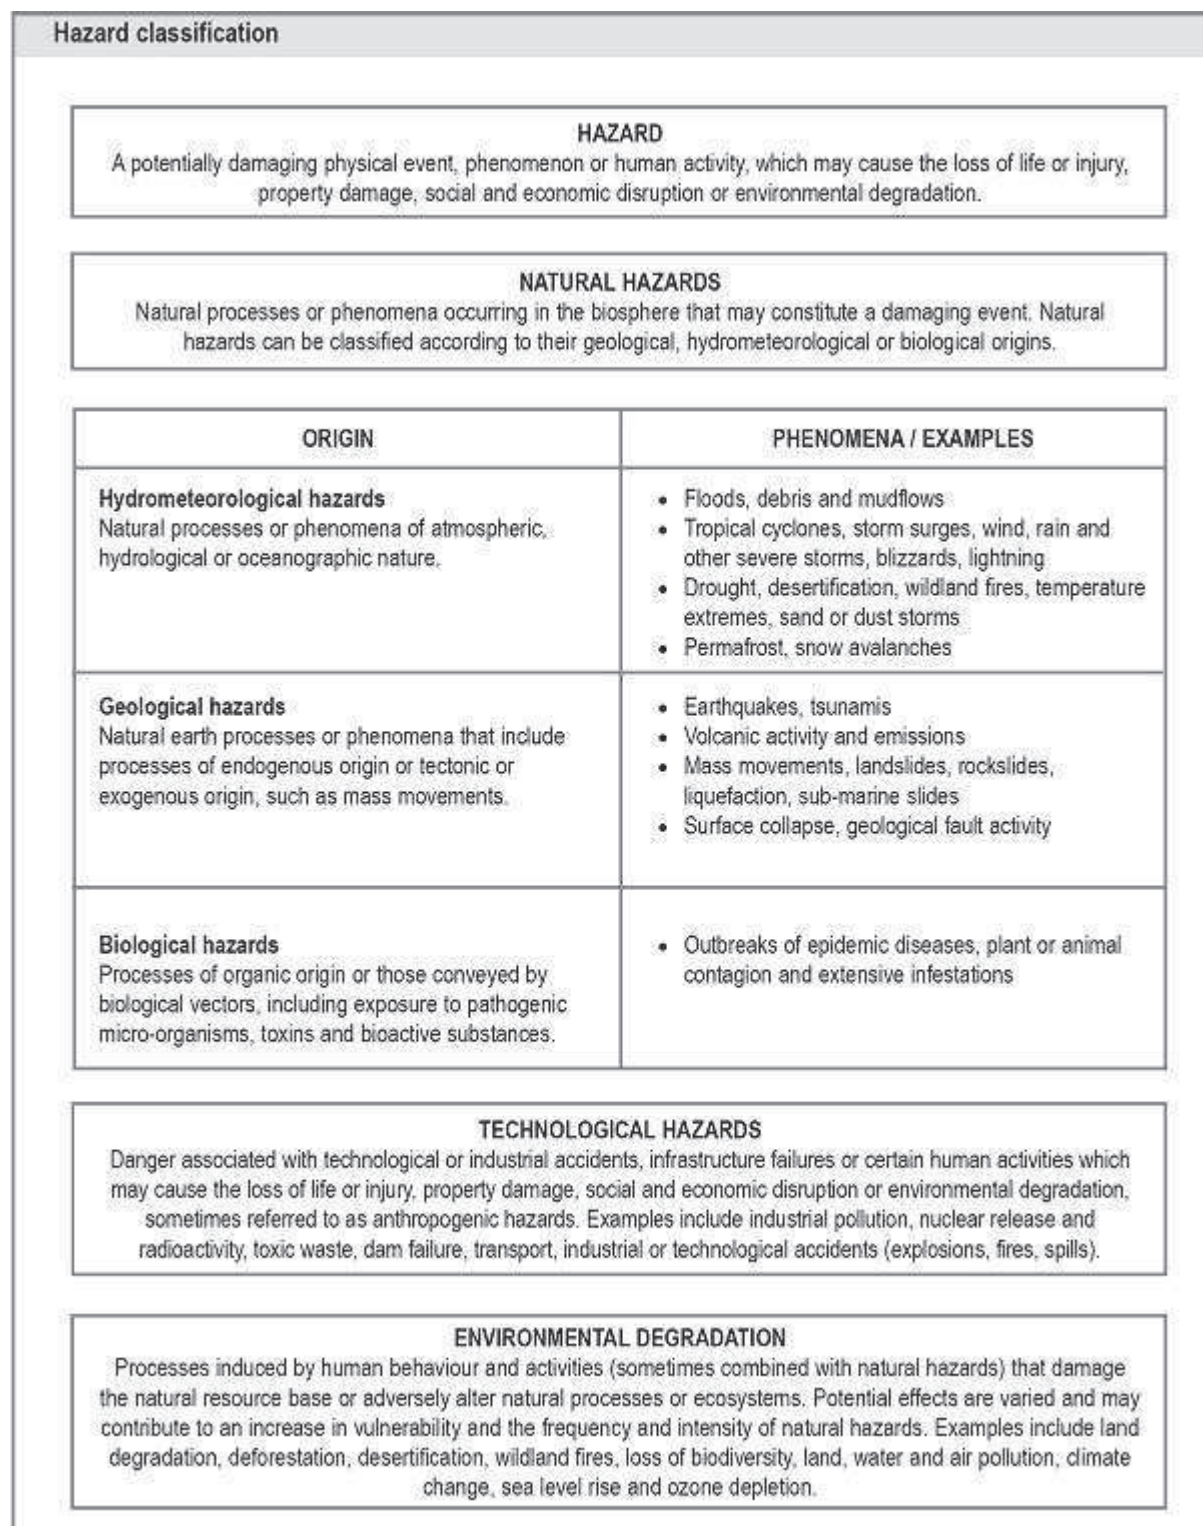 Hazard classification
HAZARD
A potentially damaging physical event, phenomenon or human activity, which may cause the loss of life or injury,
property damage, social and economic disruption or environmental degradation.
NATURAL HAZARDS
Natural processes or phenomena occurring in the biosphere that may constitute a damaging event. Natural
hazards can be classified according to their geological, hydrometeorological or biological origins.
ORIGIN
PHENOMENA / EXAMPLES
Hydrometeorological hazards
Natural processes or phenomena of atmospheric,
hydrological or oceanographic nature.
• Floods, debris and mudflows
• Tropical cyclones, storm surges, wind, rain and
other severe storms, blizzards, lightning
• Drought, desertification, wildland fires, temperature
extremes, sand or dust storms
• Permafrost, snow avalanches
Geological hazards
Natural earth processes or phenomena that include
processes of endogenous origin or tectonic or
exogenous origin, such as mass movements.
• Earthquakes, tsunamis
• Volcanic activity and emissions
• Mass movements, landslides, rockslides,
liquefaction, sub-marine slides
• Surface collapse, geological fault activity
Biological hazards
Processes of organic origin or those conveyed by
biological vectors, including exposure to pathogenic
micro-organisms, toxins and bioactive substances.
• Outbreaks of epidemic diseases, plant or animal
contagion and extensive infestations
TECHNOLOGICAL HAZARDS
Danger associated with technological or industrial accidents, infrastructure failures or certain human activities which
may cause the loss of life or injury, property damage, social and economic disruption or environmental degradation,
sometimes referred to as anthropogenic hazards. Examples include industrial pollution, nuclear release and
radioactivity, toxic waste, dam failure, transport, industrial or technological accidents (explosions, fires, spills).
ENVIRONMENTAL DEGRADATION
Processes induced by human behaviour and activities (sometimes combined with natural hazards) that damage
the natural resource base or adversely alter natural processes or ecosystems. Potential effects are varied and may
contribute to an increase in vulnerability and the frequency and intensity of natural hazards. Examples include land
degradation, deforestation, desertification, wildland fires, loss of biodiversity, land, water and air pollution, climate
change, sea level rise and ozone depletion.